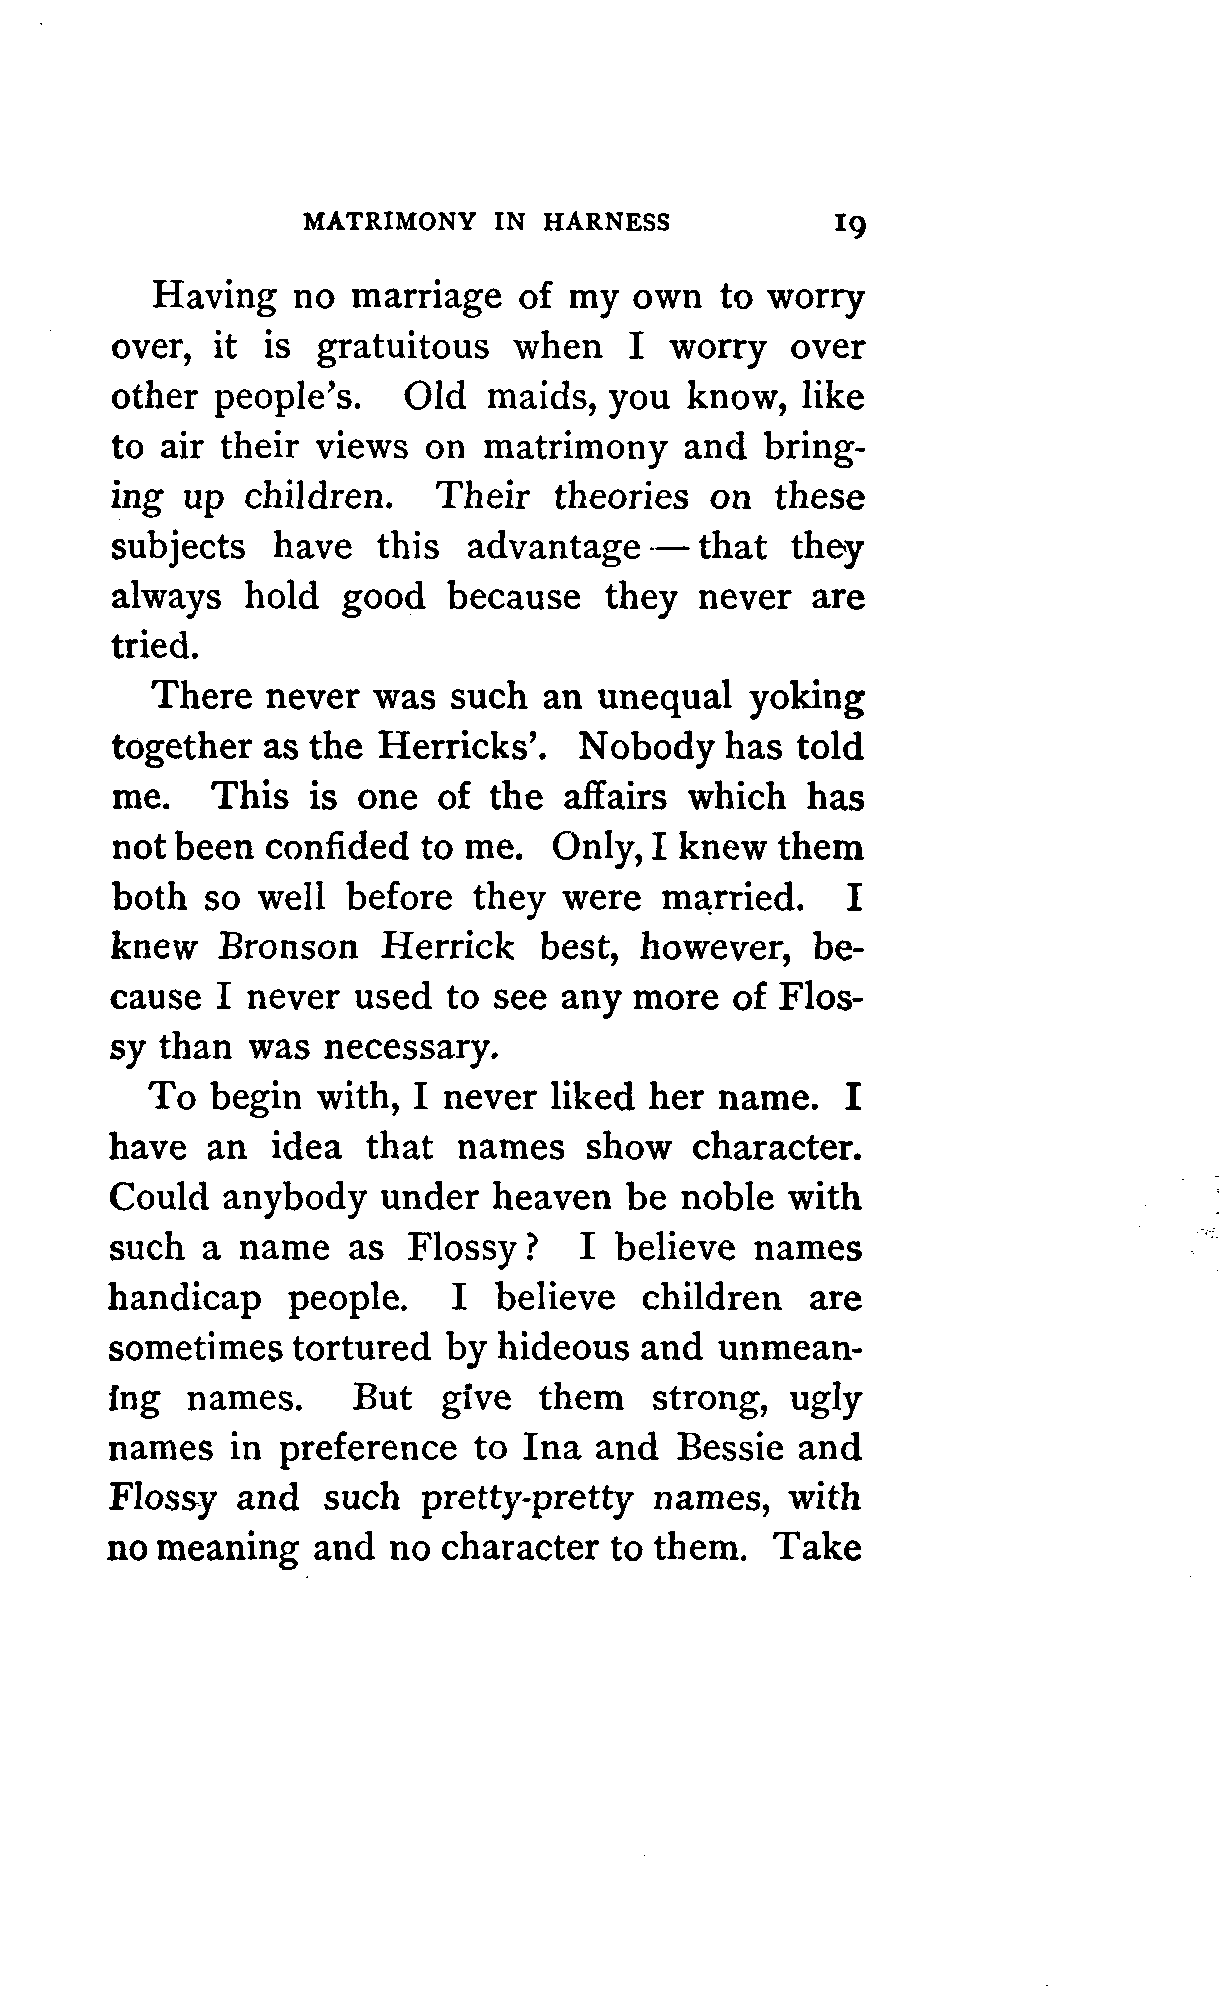 MATRIMONY IN HARNESS 19
Having no marriage of my own to worry
over, it is gratuitous when I worry over
other people's. Old maids, you know, like
to air their views on matrimony and bring-
ing up children. Their theories on these
subjects have this advantage — that they
always hold good because they never are
tried.
There never was such an unequal yoking
together as the Herricks'. Nobody has told
me. This is one of the affairs which has
not been confided to me. Only, I knew them
both so well before they were married. I
knew Bronson Herrick best, however, be-
cause I never used to see any more of Flos-
sy than was necessary.
To begin with, I never liked her name. I
have an idea that names show character.
Could anybody under heaven be noble with
such a name as Flossy? I believe names
handicap people. I believe children are
sometimes tortured by hideous and unmean-
ing names. But give them strong, ugly
names in preference to Ina and Bessie and
Flossy and such pretty-pretty names, with
no meaning and no character to them. Take